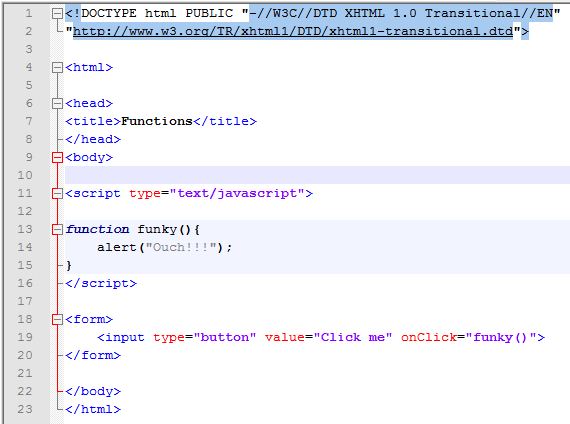 1 <!DOCTYPE html PUBLIC "-//W3C//DTD XHTML 1.0 Transitional//EN"
2 "http://www.w3.org/TR/xhtml1/DTD/xhtml1-transitional.dtd">
3
4 <html>
5
6 <head>
7 <title>Functions</title>
8 </head>
9 <body>
10
11 <script type="text/javascript">
12
13 function funky(){
14     alert("Ouch!!!");
15 }
16 </script>
17
18 <form>
19     <input type="button" value="Click me" onClick="funky()">
20 </form>
21
22 </body>
23 </html>